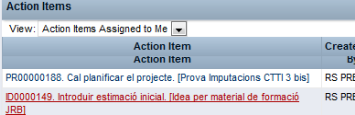 Action Items
View: Action Items Assigned to Me
Action Item Create
Action Item By
PR00000188. Cal planificar el projecte. [Prova Imputacions CTTI 3 bis] RS PRE
ID0000149. Introduir estimació inicial. [Idea per material de formació RS PRE
JRB]